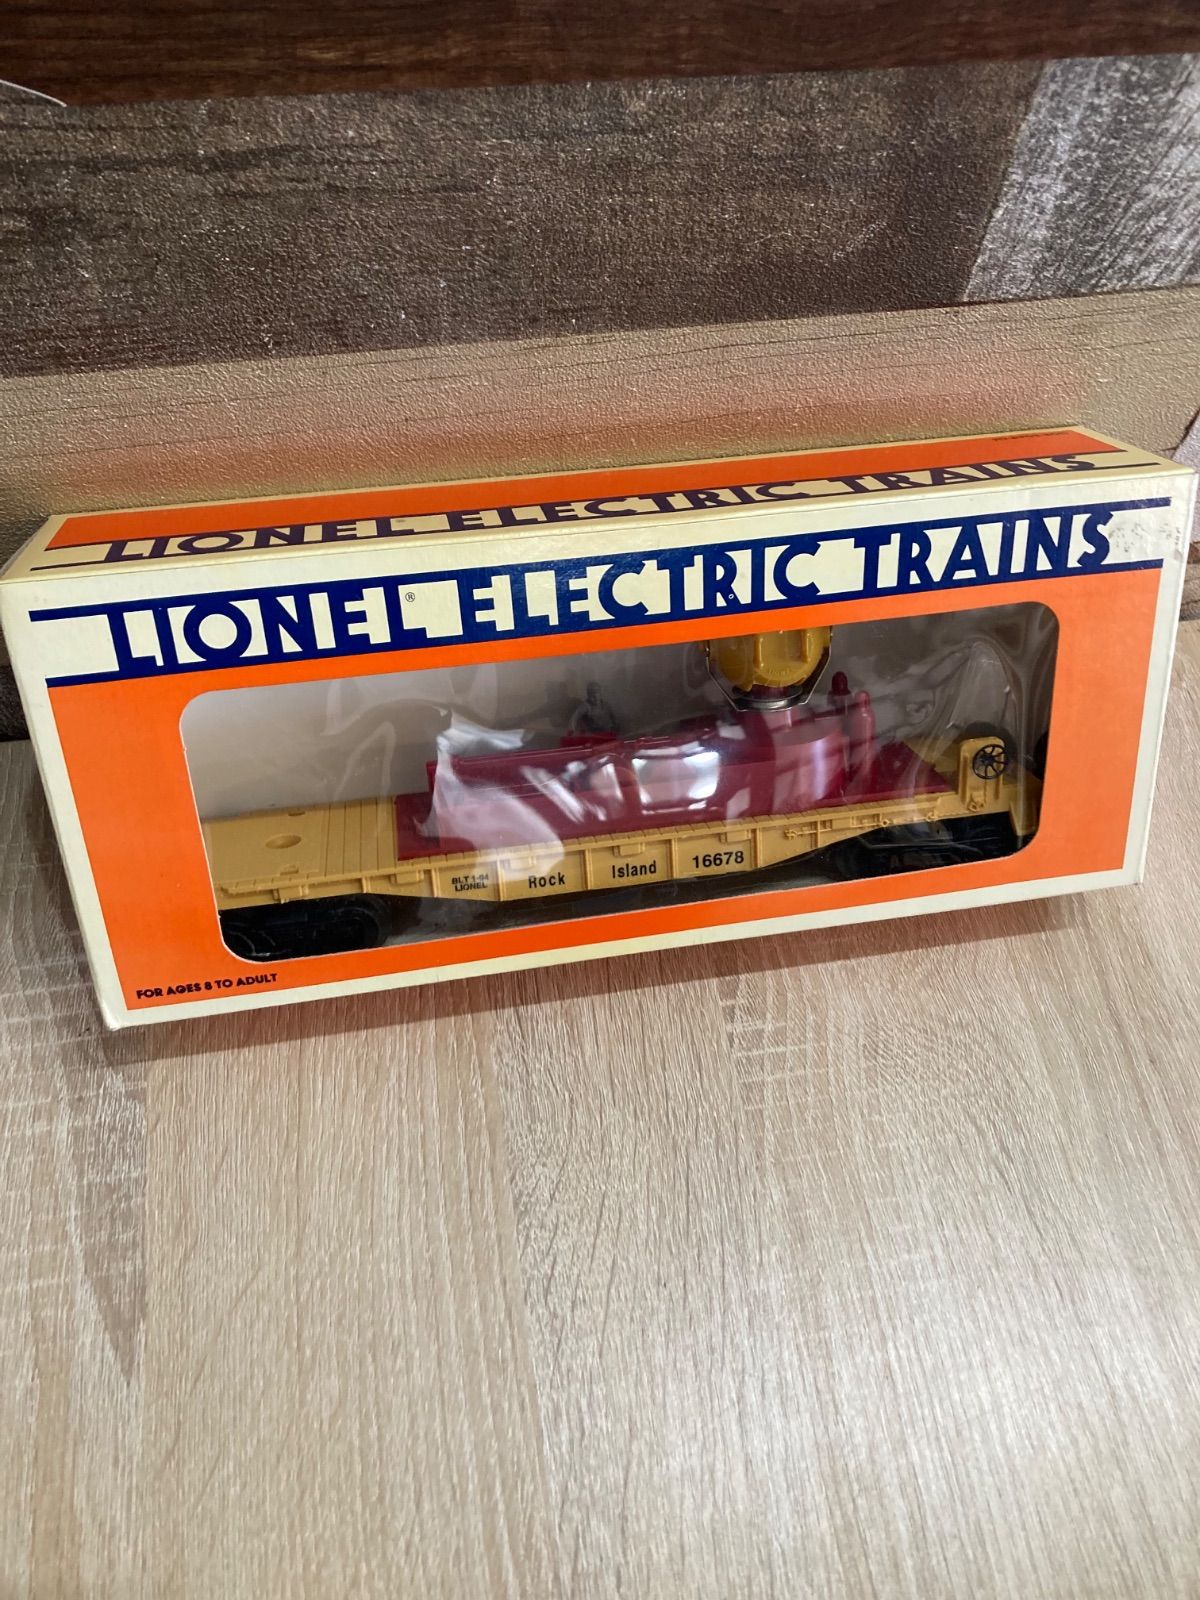 LIONEL ELECTRIC TRAINS
LIONEL® ELECTRIC TRAINS
BLT 1-94
LIONEL
Rock Island 16678
FOR AGES 8 TO ADULT